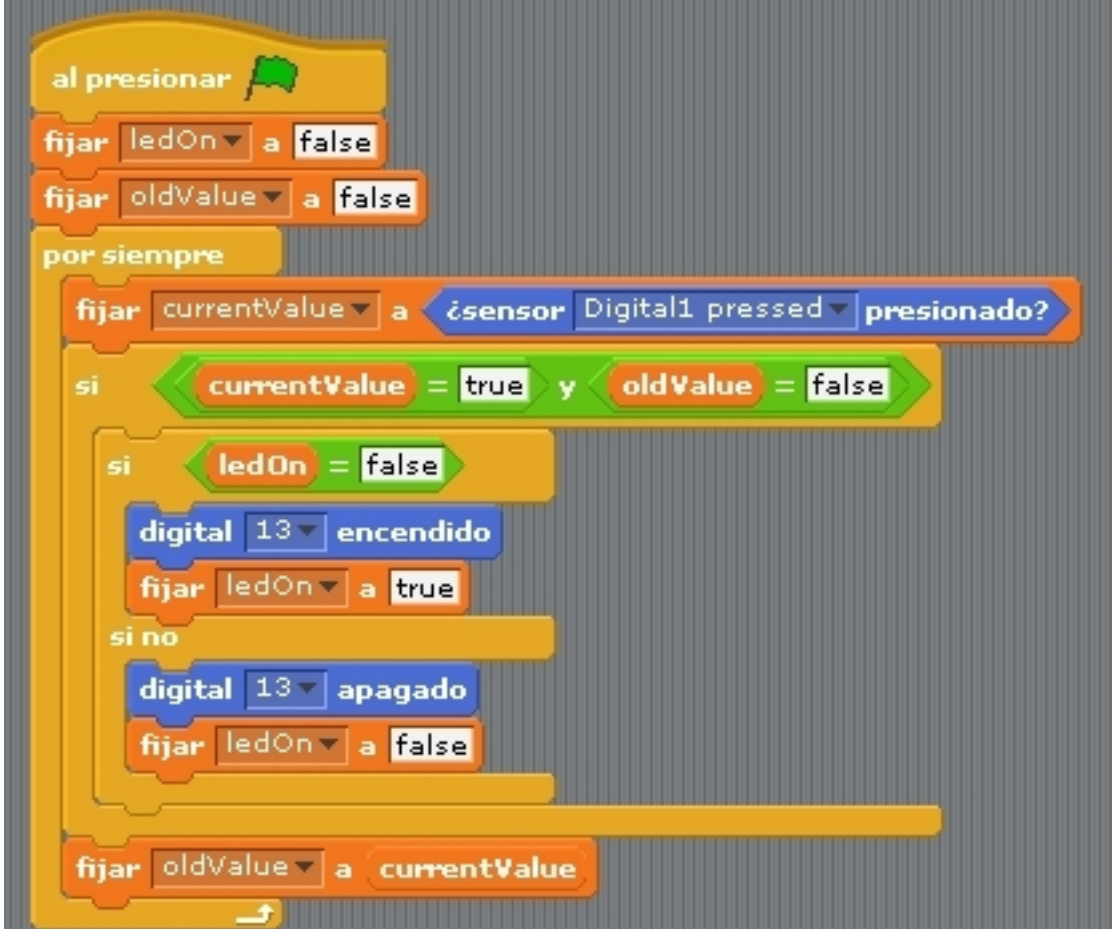 al presionar
fijar ledOn a false
fijar oldValue a false
por siempre
fijar currentValue a ¿sensor Digital1 pressed presionado?
si currentValue = true y oldValue = false
si ledOn = false
digital 13 encendido
fijar ledOn a true
si no
digital 13 apagado
fijar ledOn a false
fijar oldValue a currentValue